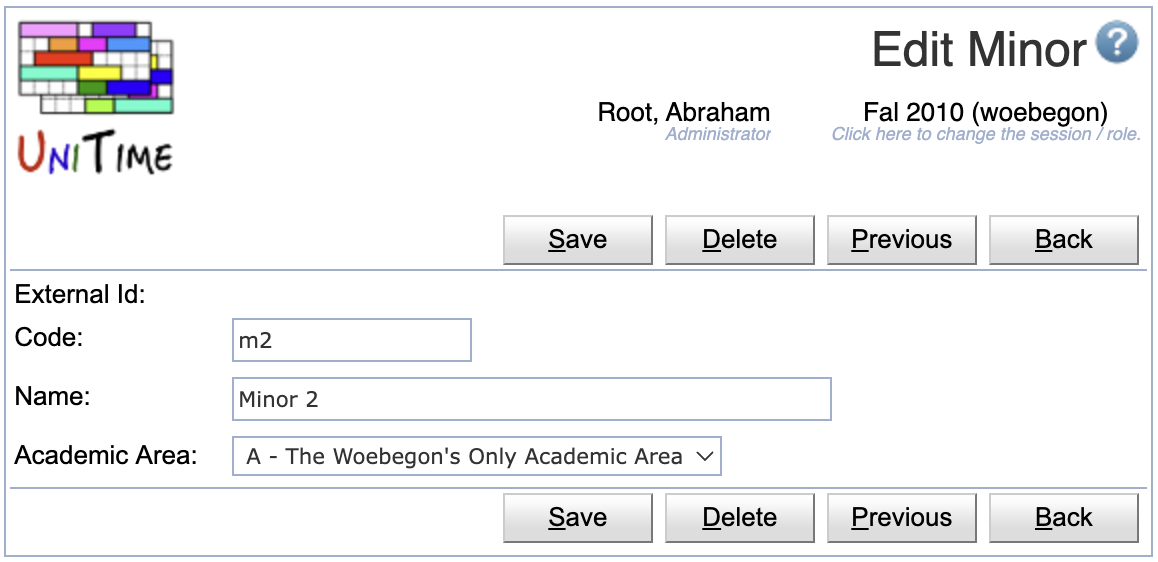 Edit Minor ?
Root, Abraham Fal 2010 (woebegon)
Administrator Click here to change the session / role.
UNITIME
Save Delete Previous Back
External Id:
Code: m2
Name: Minor 2
Academic Area: A - The Woebegon's Only Academic Area
Save Delete Previous Back